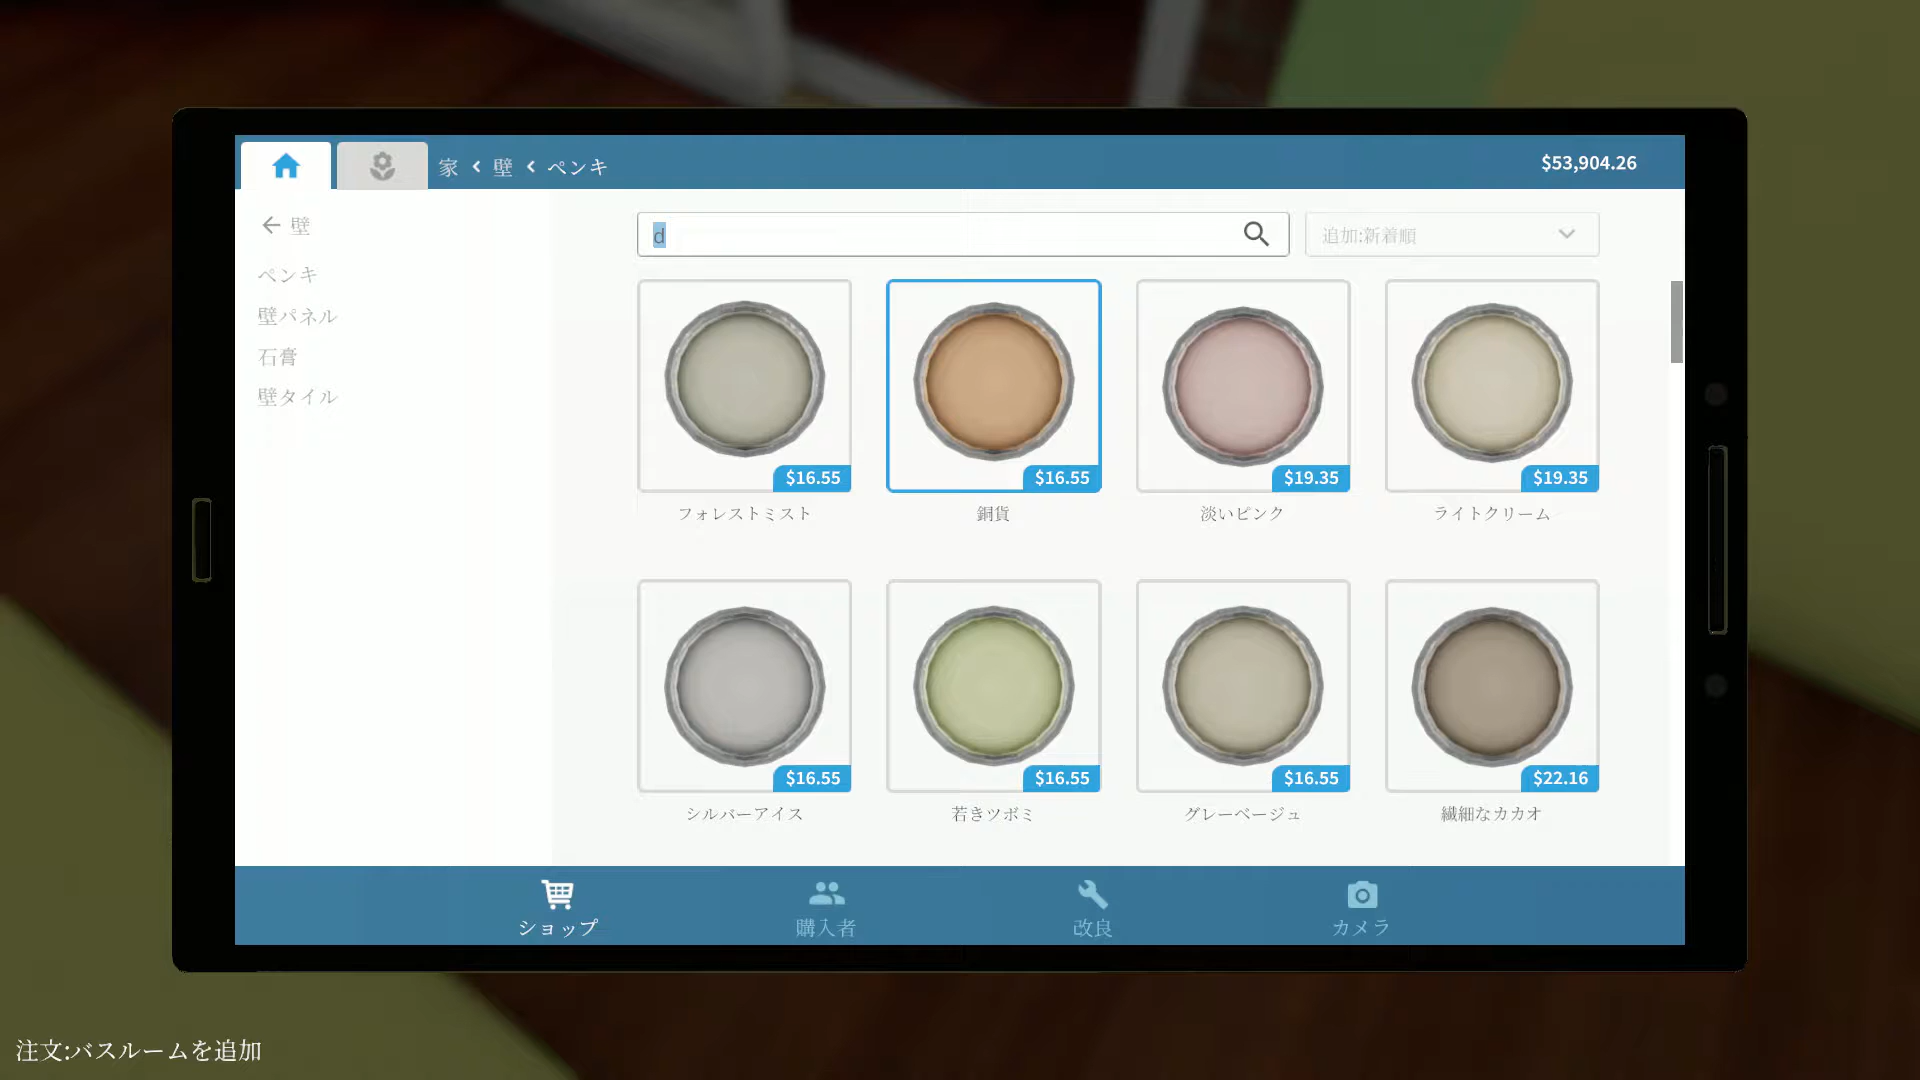 家 < 壁 < ペンキ
$53,904.26
壁
ペンキ
壁パネル
石膏
壁タイル
d
追加:新着順
$16.55
$16.55
$19.35
$19.35
フォレストミスト
銅貨
淡いピンク
ライトクリーム
$16.55
$16.55
$16.55
$22.16
シルバーアイス
若きツボミ
グレーベージュ
繊細なカカオ
ショップ
購入者
改良
カメラ
注文:バスルームを追加